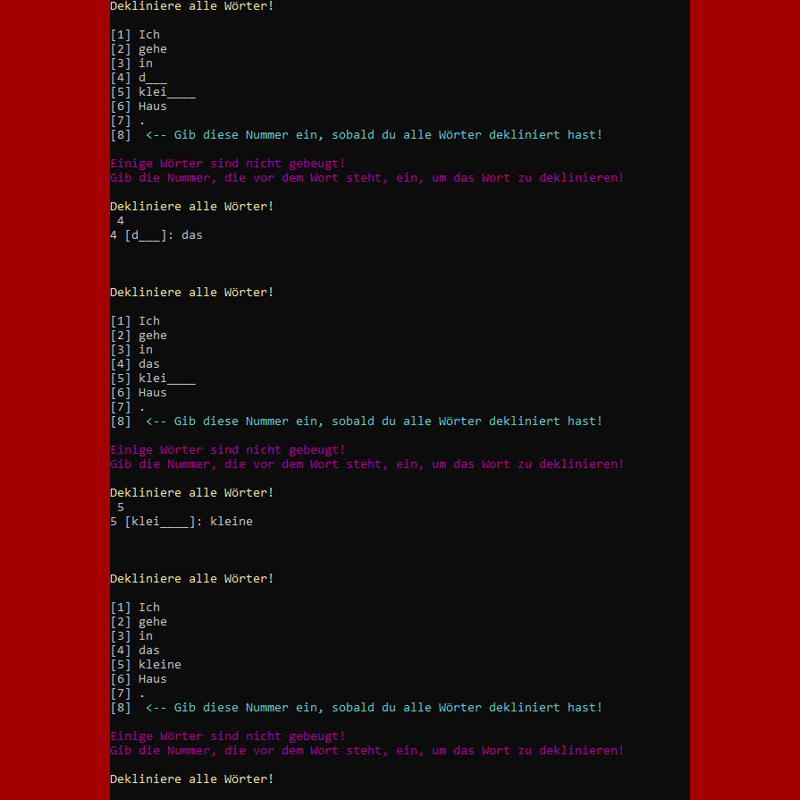 Dekliniere alle Wörter!
[1] Ich
[2] gehe
[3] in
[4] d___
[5] klei____
[6] Haus
[7] .
[8]  <-- Gib diese Nummer ein, sobald du alle Wörter dekliniert hast!
Einige Wörter sind nicht gebeugt!
Gib die Nummer, die vor dem Wort steht, ein, um das Wort zu deklinieren!
Dekliniere alle Wörter!
4
4 [d___]: das
Dekliniere alle Wörter!
[1] Ich
[2] gehe
[3] in
[4] das
[5] klei____
[6] Haus
[7] .
[8]  <-- Gib diese Nummer ein, sobald du alle Wörter dekliniert hast!
Einige Wörter sind nicht gebeugt!
Gib die Nummer, die vor dem Wort steht, ein, um das Wort zu deklinieren!
Dekliniere alle Wörter!
5
5 [klei____]: kleine
Dekliniere alle Wörter!
[1] Ich
[2] gehe
[3] in
[4] das
[5] kleine
[6] Haus
[7] .
[8]  <-- Gib diese Nummer ein, sobald du alle Wörter dekliniert hast!
Einige Wörter sind nicht gebeugt!
Gib die Nummer, die vor dem Wort steht, ein, um das Wort zu deklinieren!
Dekliniere alle Wörter!